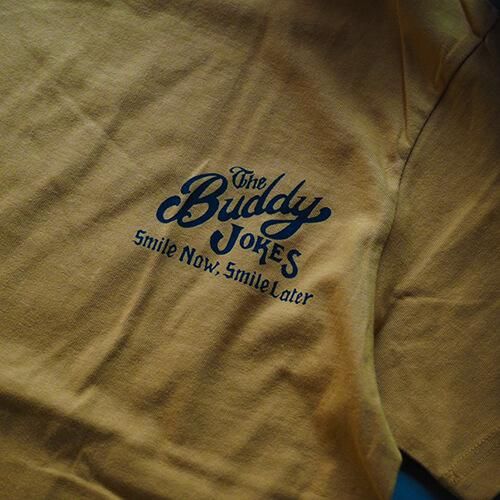 The
Buddy
JOKES
Smile Now, Smile Later